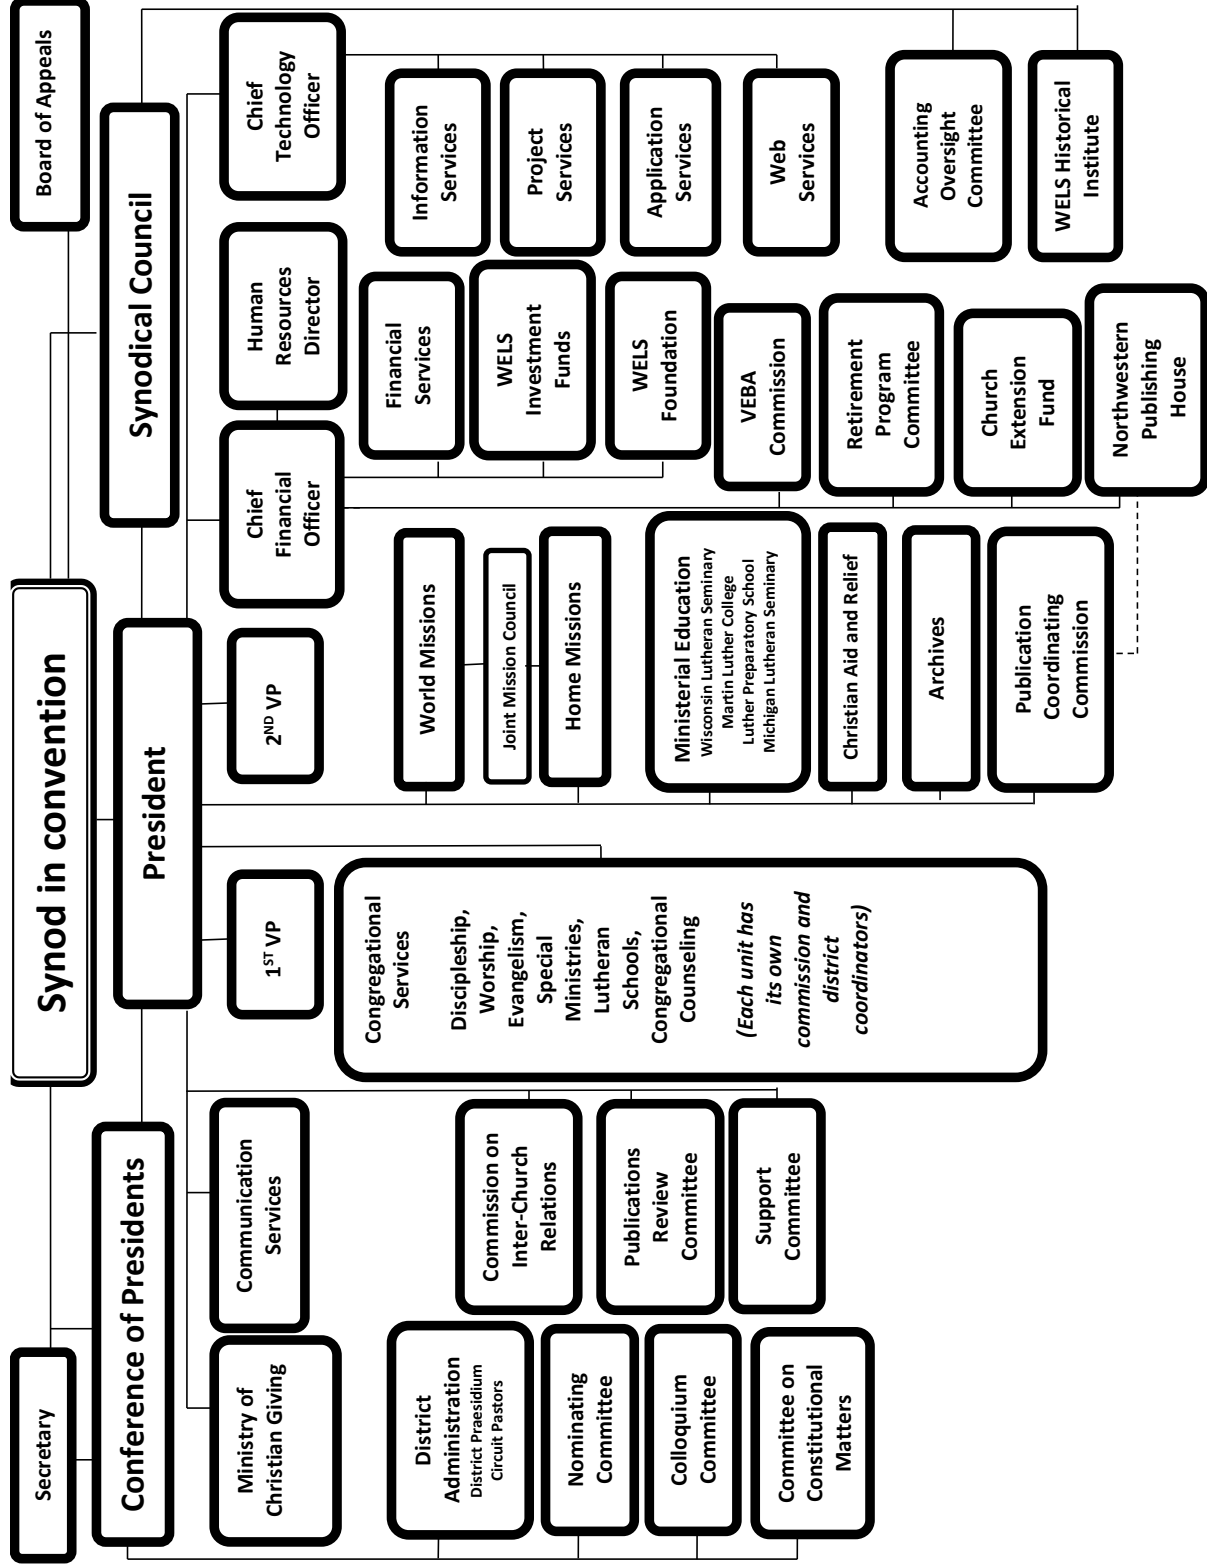 Synod in convention
Secretary
Board of Appeals
Conference of Presidents
President
Synodical Council
Ministry of
Christian Giving
Communication
Services
1ST VP
2ND VP
Chief
Financial
Officer
Human
Resources
Director
Chief
Technology
Officer
District
Administration
District Praesidium
Circuit Pastors
Nominating
Committee
Colloquium
Committee
Committee on
Constitutional
Matters
Commission on
Inter-Church
Relations
Publications
Review
Committee
Support
Committee
Congregational
Services
Discipleship,
Worship,
Evangelism,
Special
Ministries,
Lutheran
Schools,
Congregational
Counseling
(Each unit has
its own
commission and
district
coordinators)
World Missions
Joint Mission Council
Home Missions
Ministerial Education
Wisconsin Lutheran Seminary
Martin Luther College
Luther Preparatory School
Michigan Lutheran Seminary
Christian Aid and Relief
Archives
Publication
Coordinating
Commission
Financial
Services
WELS
Investment
Funds
WELS
Foundation
VEBA
Commission
Retirement
Program
Committee
Church
Extension
Fund
Northwestern
Publishing
House
Information
Services
Project
Services
Application
Services
Web
Services
Accounting
Oversight
Committee
WELS Historical
Institute